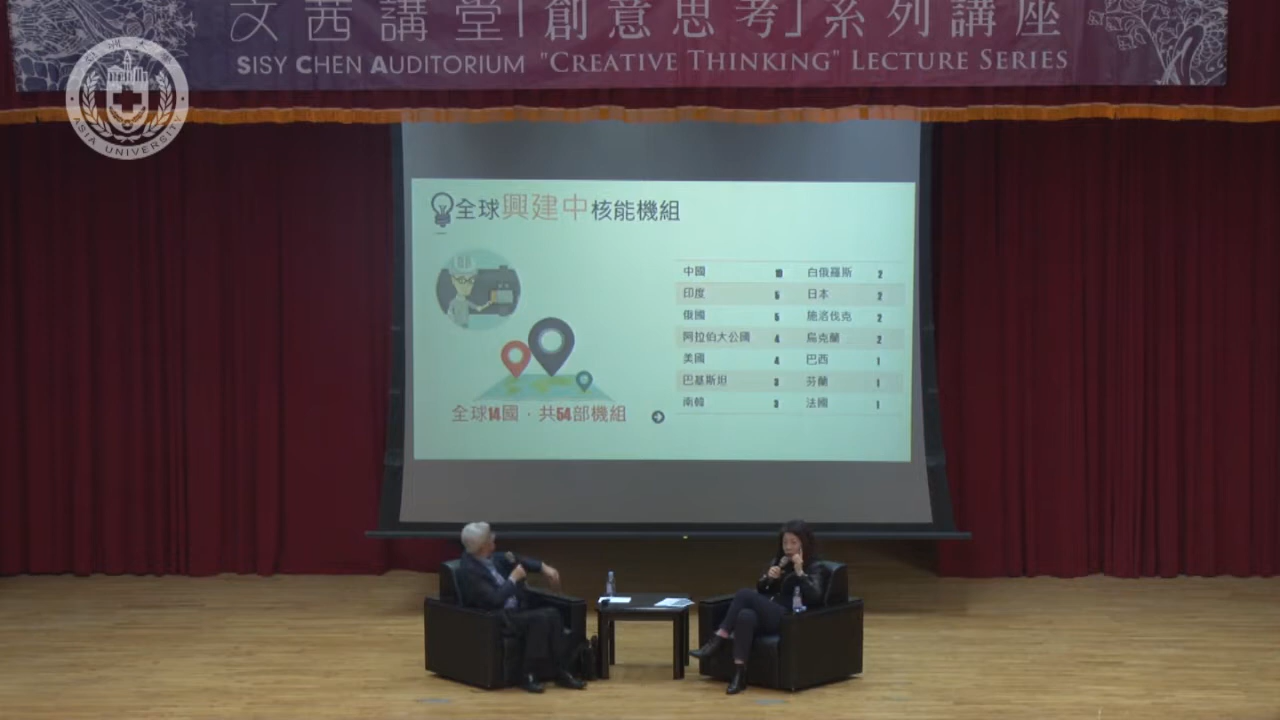 文茜講堂「創意思考」系列講座
SISY CHEN AUDITORIUM "CREATIVE THINKING" LECTURE SERIES
ASIA UNIVERSITY
全球興建中核能機組
中國 19 白俄羅斯 2
印度 5 日本 2
俄國 5 施洛伐克 2
阿拉伯大公國 4 烏克蘭 2
美國 4 巴西 1
巴基斯坦 3 芬蘭 1
南韓 3 法國 1
全球14國，共54部機組